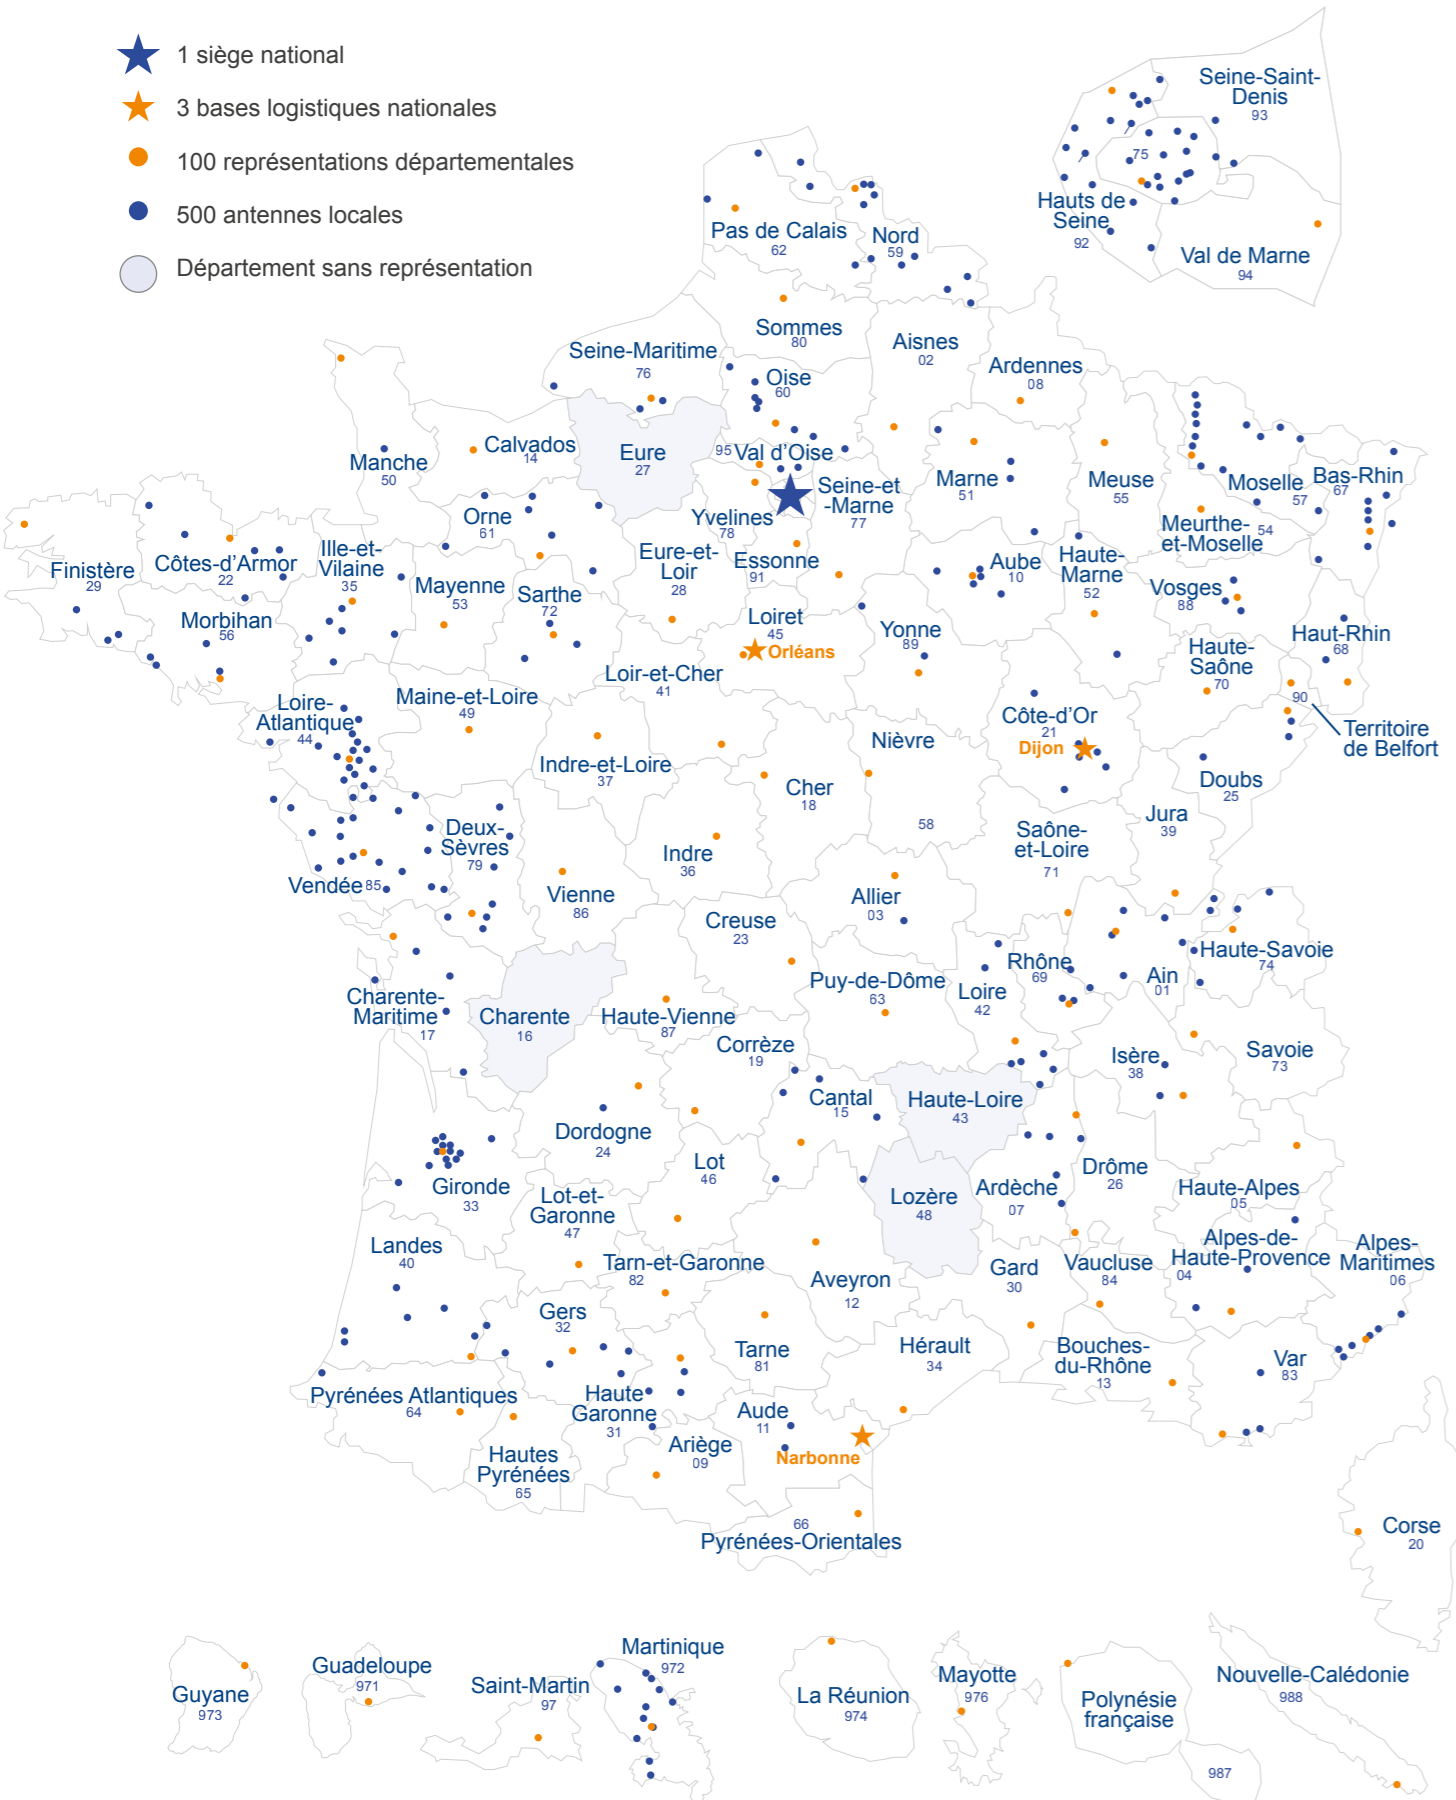 1 siège national
3 bases logistiques nationales
100 représentations départementales
500 antennes locales
Département sans représentation
Seine-Saint-
Denis
93
75
Hauts de
Seine
92
Val de Marne
94
Pas de Calais
62
Nord
59
Sommes
80
Aisnes
02
Ardennes
08
Seine-Maritime
76
Oise
60
Eure
27
95
Val d'Oise
Calvados
14
Manche
50
Orne
61
Seine-et
-Marne
77
Yvelines
78
Essonne
91
Marne
51
Meuse
55
Moselle
57
Bas-Rhin
67
Meurthe-
et-Moselle
54
Finistère
29
Côtes-d'Armor
22
Ille-et-
Vilaine
35
Mayenne
53
Sarthe
72
Eure-et-
Loir
28
Aube
10
Haute-
Marne
52
Vosges
88
Morbihan
56
Loiret
45
Orléans
Yonne
89
Haut-Rhin
68
Haute-
Saône
70
90
Territoire
de Belfort
Loir-et-Cher
41
Maine-et-Loire
49
Loire-
Atlantique
44
Côte-d'Or
21
Dijon
Nièvre
58
Indre-et-Loire
37
Cher
18
Doubs
25
Jura
39
Deux-
Sèvres
79
Indre
36
Saône-
et-Loire
71
Vendée
85
Vienne
86
Allier
03
Creuse
23
Haute-Savoie
74
Rhône
69
Ain
01
Puy-de-Dôme
63
Loire
42
Charente-
Maritime
17
Charente
16
Haute-Vienne
87
Corrèze
19
Isère
38
Savoie
73
Cantal
15
Haute-Loire
43
Dordogne
24
Lot
46
Gironde
33
Lot-et-
Garonne
47
Lozère
48
Ardèche
07
Drôme
26
Haute-Alpes
05
Landes
40
Tarn-et-Garonne
82
Aveyron
12
Gard
30
Vaucluse
84
Alpes-de-
Haute-Provence
04
Alpes-
Maritimes
06
Gers
32
Tarne
81
Hérault
34
Bouches-
du-Rhône
13
Var
83
Pyrénées Atlantiques
64
Haute
Garonne
31
Aude
11
Narbonne
Ariège
09
Hautes
Pyrénées
65
66
Pyrénées-Orientales
Corse
20
Guyane
973
Guadeloupe
971
Saint-Martin
97
Martinique
972
La Réunion
974
Mayotte
976
Polynésie
française
987
Nouvelle-Calédonie
988